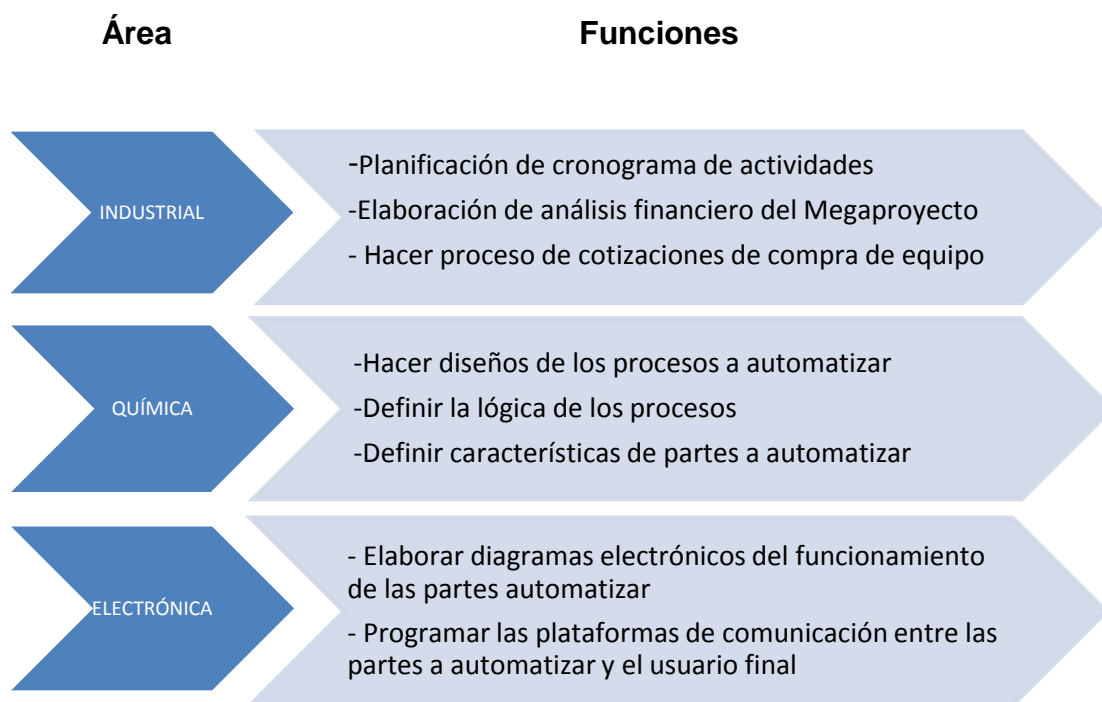 Área
Funciones
INDUSTRIAL
-Planificación de cronograma de actividades
-Elaboración de análisis financiero del Megaproyecto
- Hacer proceso de cotizaciones de compra de equipo
QUÍMICA
-Hacer diseños de los procesos a automatizar
-Definir la lógica de los procesos
-Definir características de partes a automatizar
ELECTRÓNICA
- Elaborar diagramas electrónicos del funcionamiento
de las partes automatizar
- Programar las plataformas de comunicación entre las
partes a automatizar y el usuario final